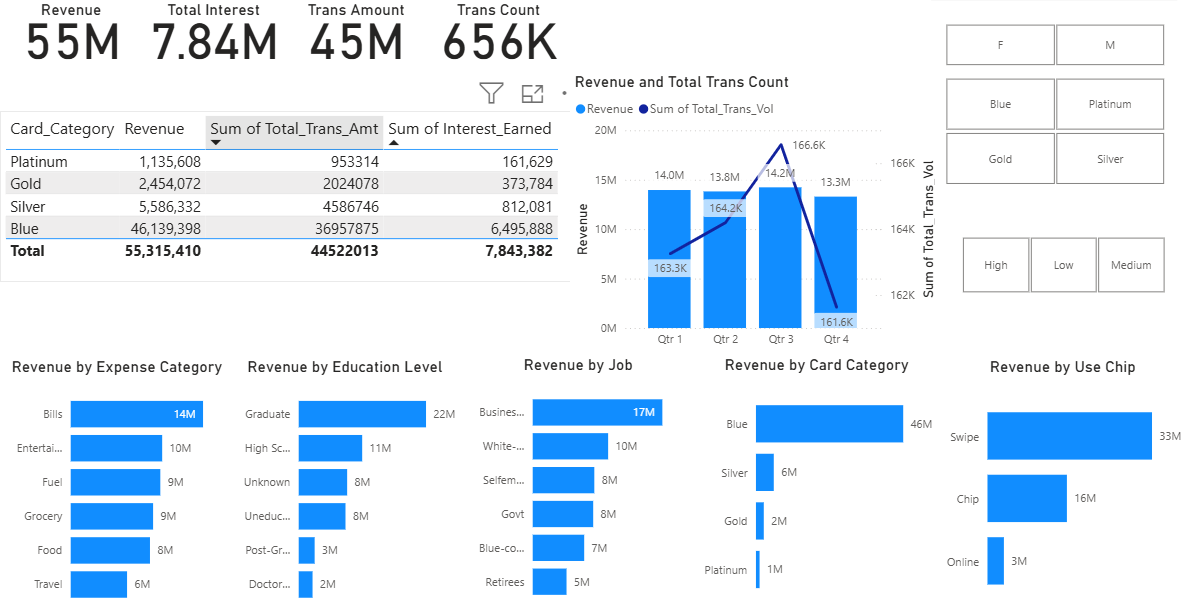 Revenue Total Interest Trans Amount Trans Count
55M 7.84M 45M 656K
F M
Blue Platinum
Gold Silver
High Low Medium
Card_Category Revenue Sum of Total_Trans_Amt Sum of Interest_Earned
Platinum 1,135,608 953314 161,629
Gold 2,454,072 2024078 373,784
Silver 5,586,332 4586746 812,081
Blue 46,139,398 36957875 6,495,888
Total 55,315,410 44522013 7,843,382
Revenue and Total Trans Count
Revenue Sum of Total_Trans_Vol
20M
15M
10M
5M
0M
Revenue
14.0M 13.8M 14.2M 13.3M
163.3K 164.2K 166.6K 161.6K
166K
164K
162K
Sum of Total_Trans_Vol
Qtr 1 Qtr 2 Qtr 3 Qtr 4
Revenue by Expense Category
Bills 14M
Entertai... 10M
Fuel 9M
Grocery 9M
Food 8M
Travel 6M
Revenue by Education Level
Graduate 22M
High Sc... 11M
Unknown 8M
Uneduc... 8M
Post-Gr... 3M
Doctor... 2M
Revenue by Job
Busines... 17M
White-... 10M
Selfem... 8M
Govt 8M
Blue-co... 7M
Retirees 5M
Revenue by Card Category
Blue 46M
Silver 6M
Gold 2M
Platinum 1M
Revenue by Use Chip
Swipe 33M
Chip 16M
Online 3M